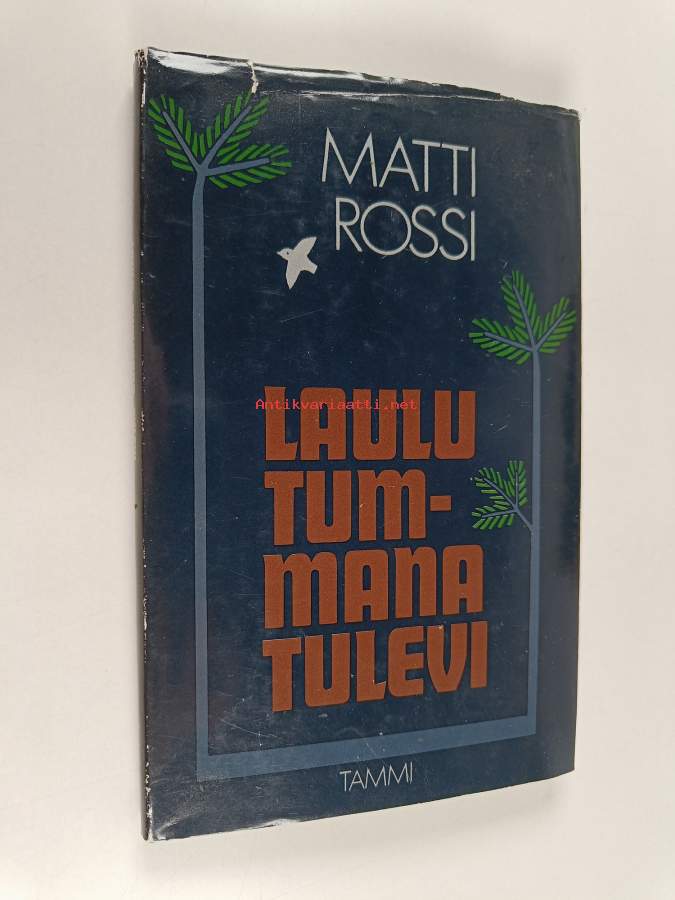 MATTI
ROSSI
Antikvariaatti.net
LAULU
TUM-
MANA
TULEVI
TAMMI